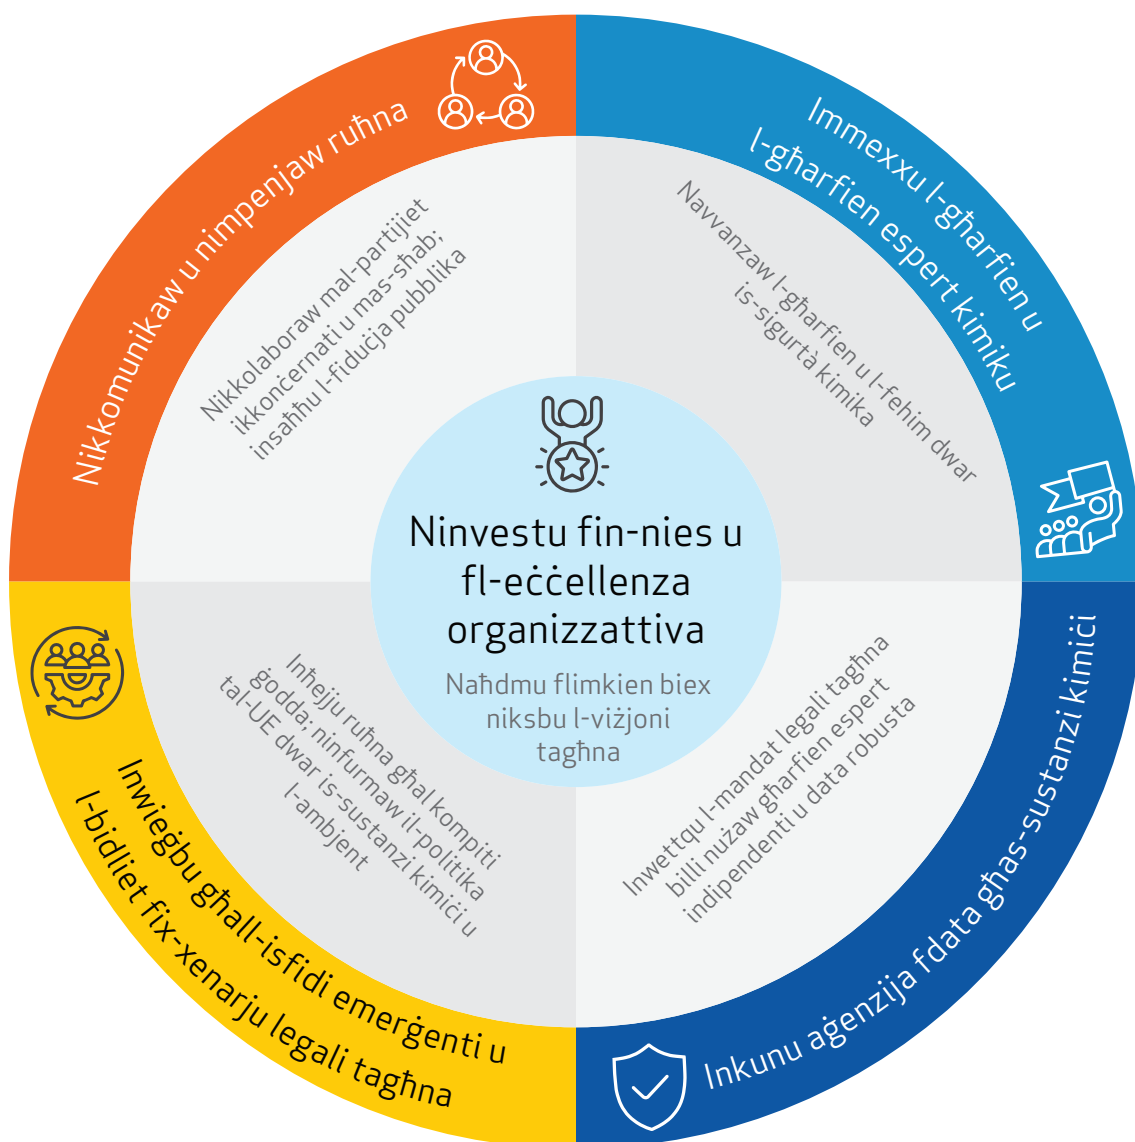 Nikkomunikaw u nimpenjaw ruħna
Nikkolaboraw mal-partijiet
ikkonċernati u mas-sħab;
insaħħu l-fiduċja pubblika
Immexxu l-għarfien u
l-għarfien espert kimiku
Navvanzaw l-għarfien u l-fehim dwar
is-sigurtà kimika
Ninvestu fin-nies u
fl-eċċellenza
organizzattiva
Naħdmu flimkien biex
niksbu l-viżjoni
tagħna
Inħejju ruħna għal kompiti
ġodda; ninfurmaw il-politika
tal-UE dwar is-sustanzi kimiċi u
l-ambjent
Inwieġbu għall-isfidi emerġenti u
l-bidliet fix-xenarju legali tagħna
Inwettqu l-mandat legali tagħna
billi nużaw għarfien espert
indipendenti u data robusta
Inkunu aġenzija fdata għas-sustanzi kimiċi